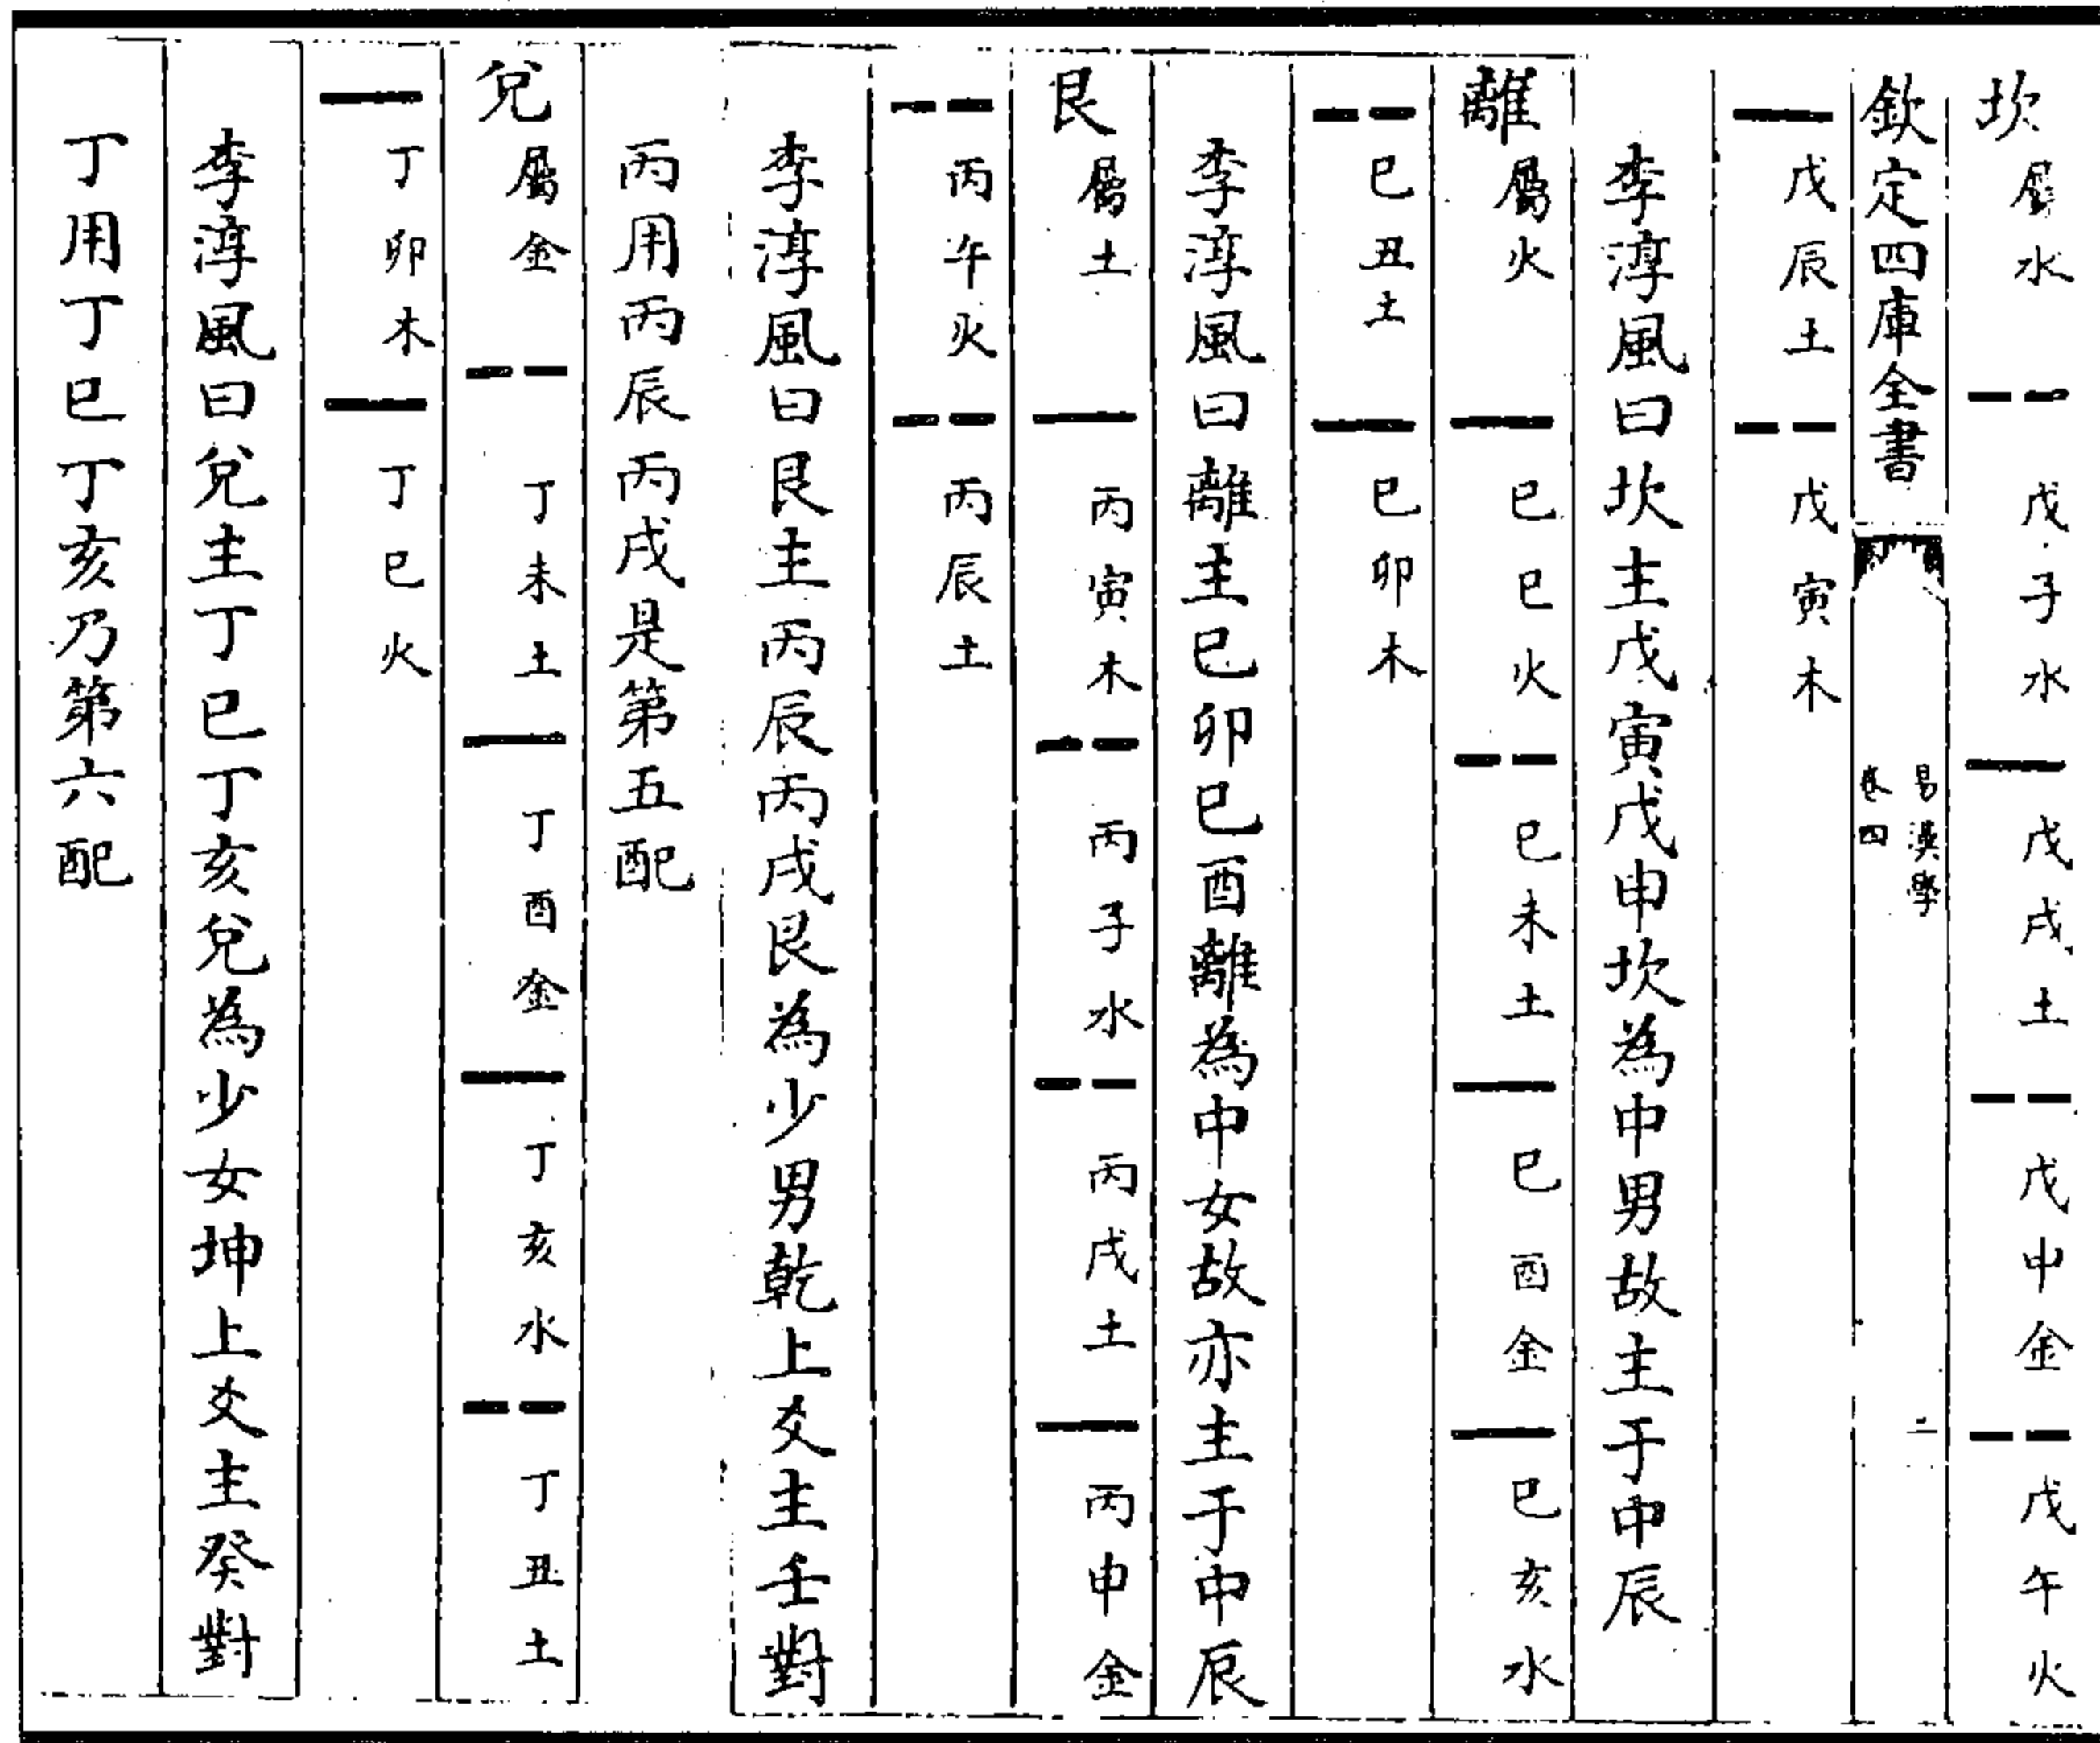 坎屬水 戊子水 戊戌土 戊申金 戊午火
欽定四庫全書 易漢學 卷四 二
戊辰土 戊寅木
李淳風曰坎主戊寅戊申坎為中男故主于中辰
離屬火 巳巳火 巳未土 巳酉金 巳亥水
巳丑土 巳卯木
李淳風曰離主巳卯巳酉離為中女故亦主于中辰
艮屬土 丙寅木 丙子水 丙戌土 丙申金
丙午火 丙辰土
李淳風曰艮主丙辰丙戌艮為少男乾上爻主壬對
丙用丙辰丙戌是第五配
兌屬金 丁未土 丁酉金 丁亥水 丁丑土
丁卯木 丁巳火
李淳風曰兌主丁巳丁亥兌為少女坤上爻主癸對
丁用丁巳丁亥乃第六配